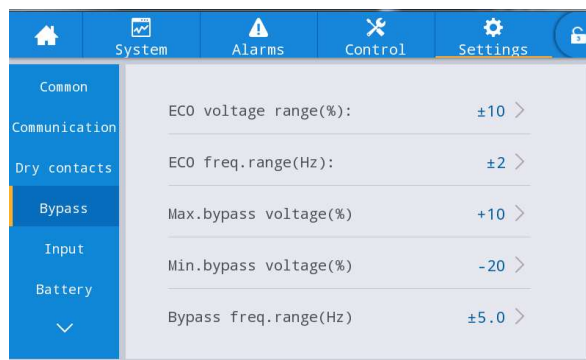 System Alarms Control Settings
3
Common
Communication
Dry contacts
Bypass
Input
Battery
ECO voltage range(%): ±10
ECO freq.range(Hz): ±2
Max.bypass voltage(%) +10
Min.bypass voltage(%) -20
Bypass freq.range(Hz) ±5.0